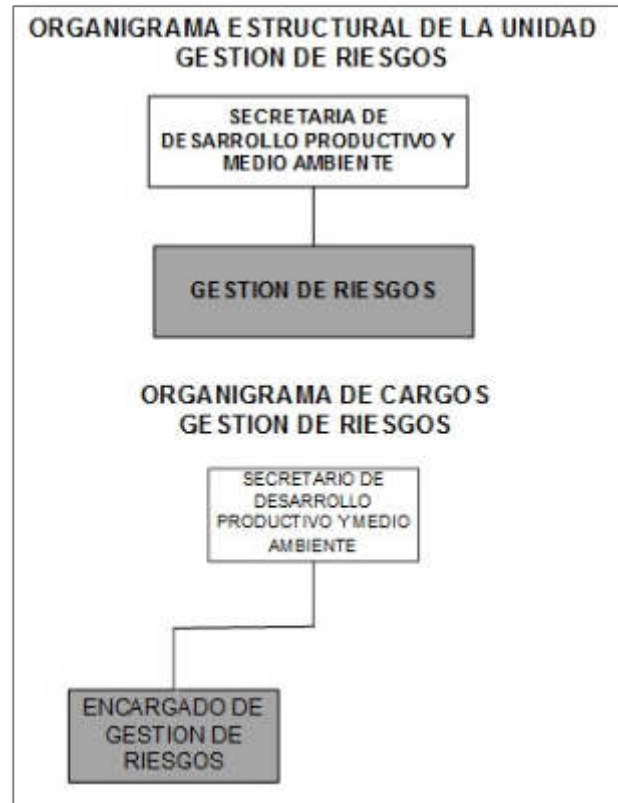 ORGANIGRAMA ESTRUCTURAL DE LA UNIDAD
GESTION DE RIESGOS
SECRETARIA DE
DESARROLLO PRODUCTIVO Y
MEDIO AMBIENTE
GESTION DE RIESGOS
ORGANIGRAMA DE CARGOS
GESTION DE RIESGOS
SECRETARIO DE
DESARROLLO
PRODUCTIVO Y MEDIO
AMBIENTE
ENCARGADO DE
GESTION DE
RIESGOS